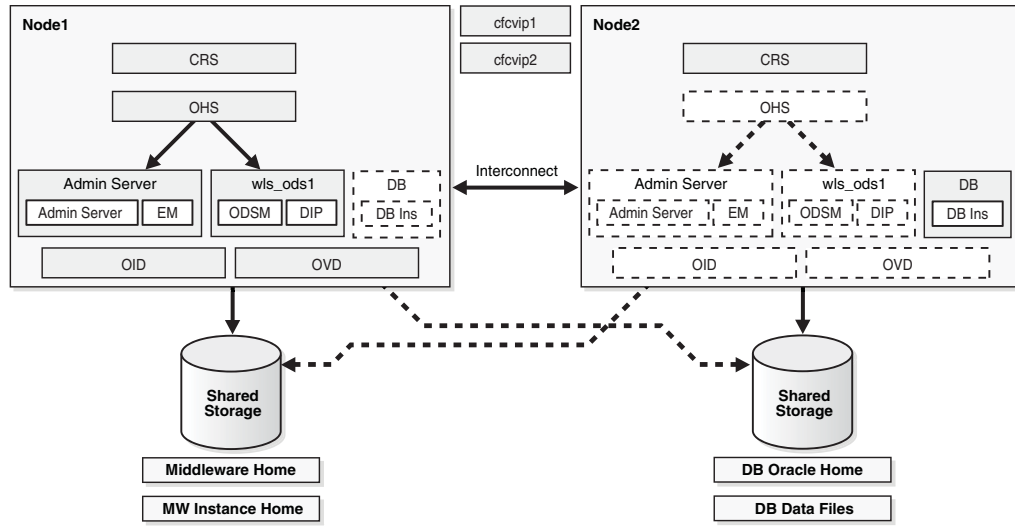 Node1
CRS
OHS
Admin Server
Admin Server
EM
wls_ods1
ODSM
DIP
DB
DB Ins
OID
OVD
cfcvip1
cfcvip2
Interconnect
Node2
CRS
OHS
Admin Server
Admin Server
EM
wls_ods1
ODSM
DIP
DB
DB Ins
OID
OVD
Shared
Storage
Middleware Home
MW Instance Home
Shared
Storage
DB Oracle Home
DB Data Files